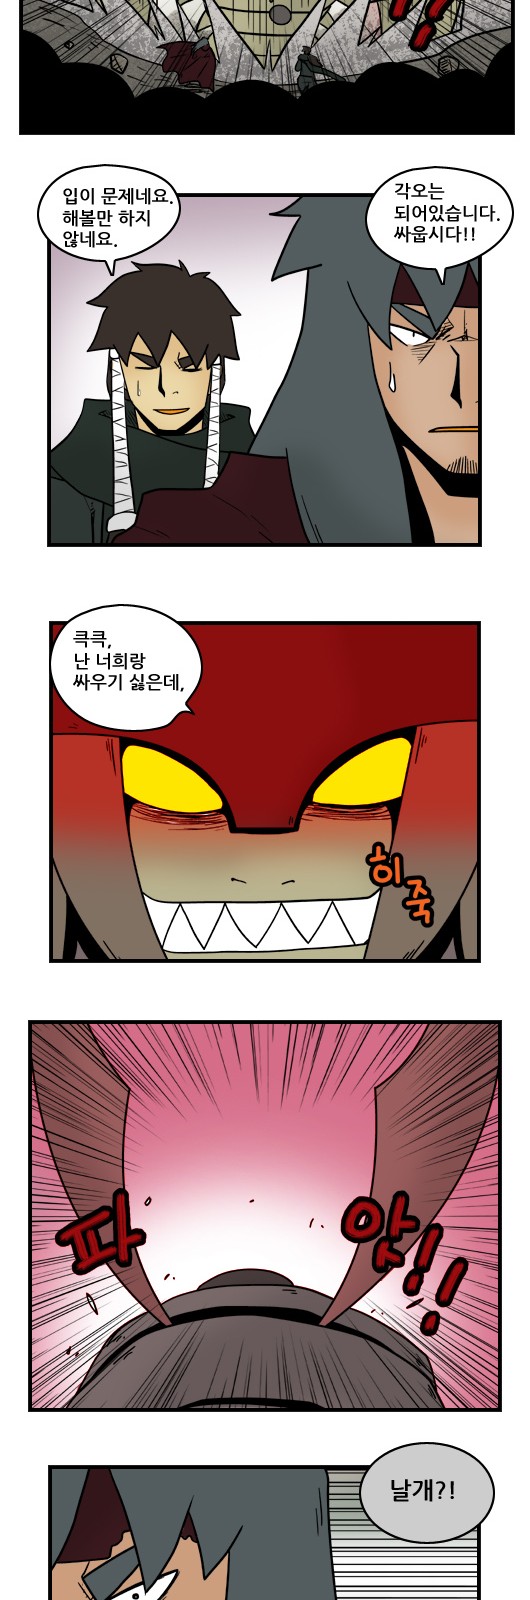 입이 문제네요.
해볼만 하지
않네요.
각오는
되어있습니다.
싸웁시다!!
큭큭,
난 너희랑
싸우기 싫은데,
히죽
파앗!!
날개?!